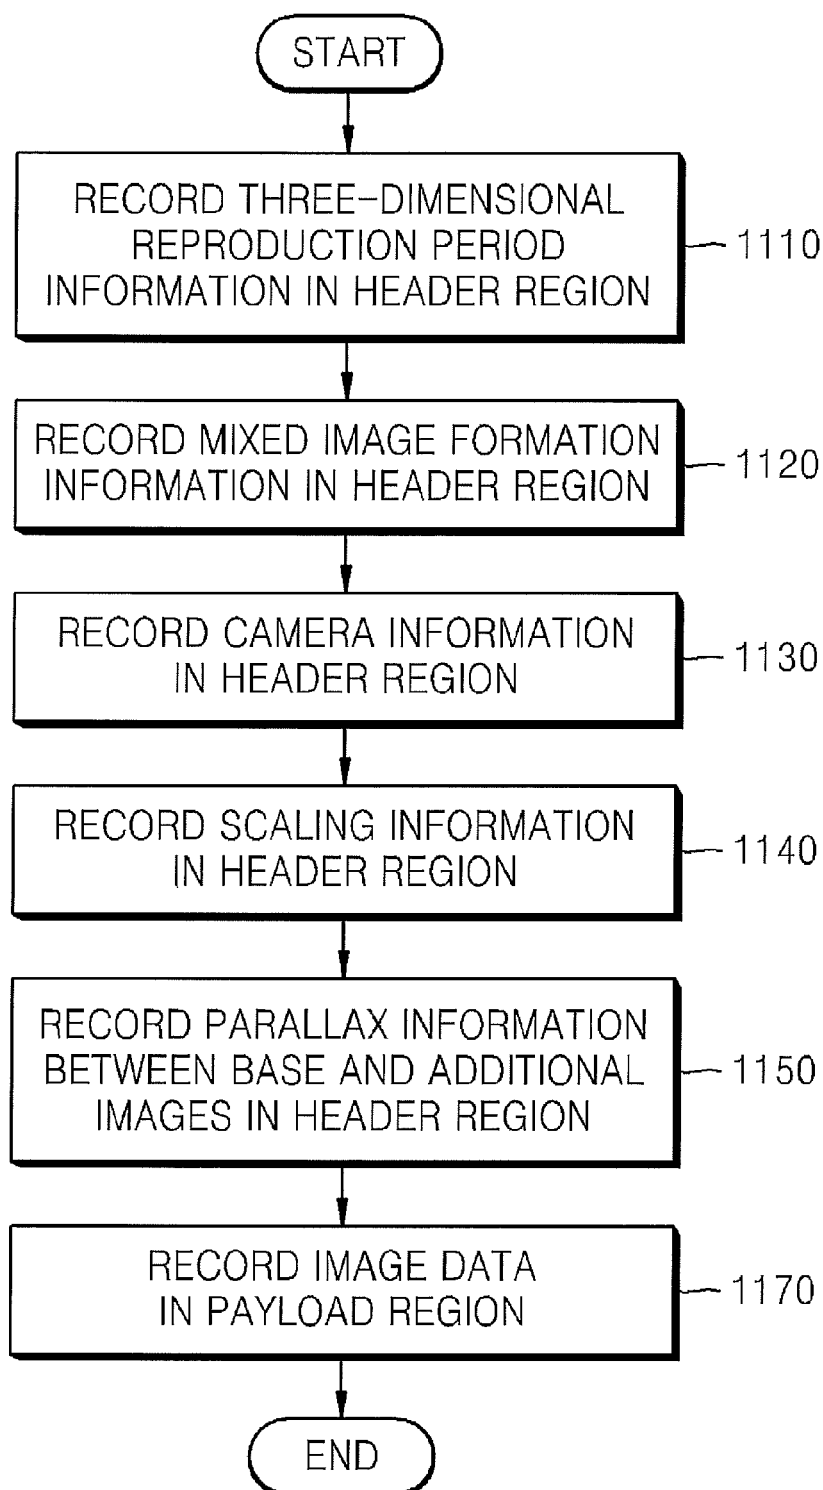 START
RECORD THREE-DIMENSIONAL
REPRODUCTION PERIOD
INFORMATION IN HEADER REGION
1110
RECORD MIXED IMAGE FORMATION
INFORMATION IN HEADER REGION
1120
RECORD CAMERA INFORMATION
IN HEADER REGION
1130
RECORD SCALING INFORMATION
IN HEADER REGION
1140
RECORD PARALLAX INFORMATION
BETWEEN BASE AND ADDITIONAL
IMAGES IN HEADER REGION
1150
RECORD IMAGE DATA
IN PAYLOAD REGION
1170
END